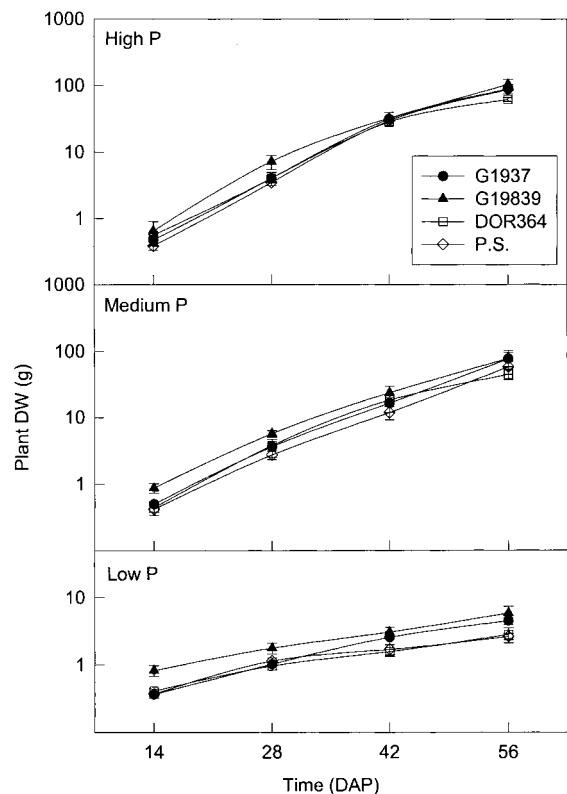 1000
High P
100
10
1
G1937
G19839
DOR364
P.S.
1000
Medium P
100
10
1
Plant DW (g)
Low P
10
1
14 28 42 56
Time (DAP)